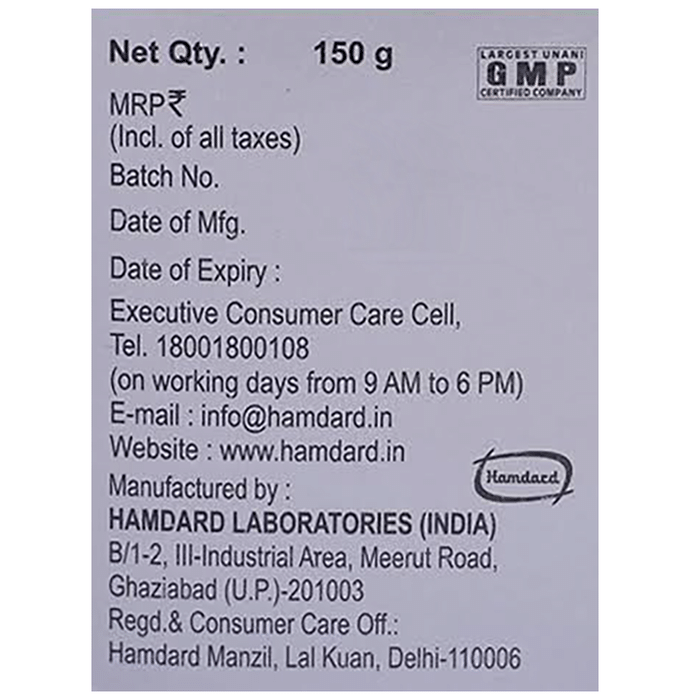 Net Qty. : 150 g
LARGEST UNANI
GMP
CERTIFIED COMPANY
MRP₹
(Incl. of all taxes)
Batch No.
Date of Mfg.
Date of Expiry :
Executive Consumer Care Cell,
Tel. 18001800108
(on working days from 9 AM to 6 PM)
E-mail : info@hamdard.in
Website : www.hamdard.in
Hamdard
Manufactured by :
HAMDARD LABORATORIES (INDIA)
B/1-2, III-Industrial Area, Meerut Road,
Ghaziabad (U.P.)-201003
Regd.& Consumer Care Off.:
Hamdard Manzil, Lal Kuan, Delhi-110006